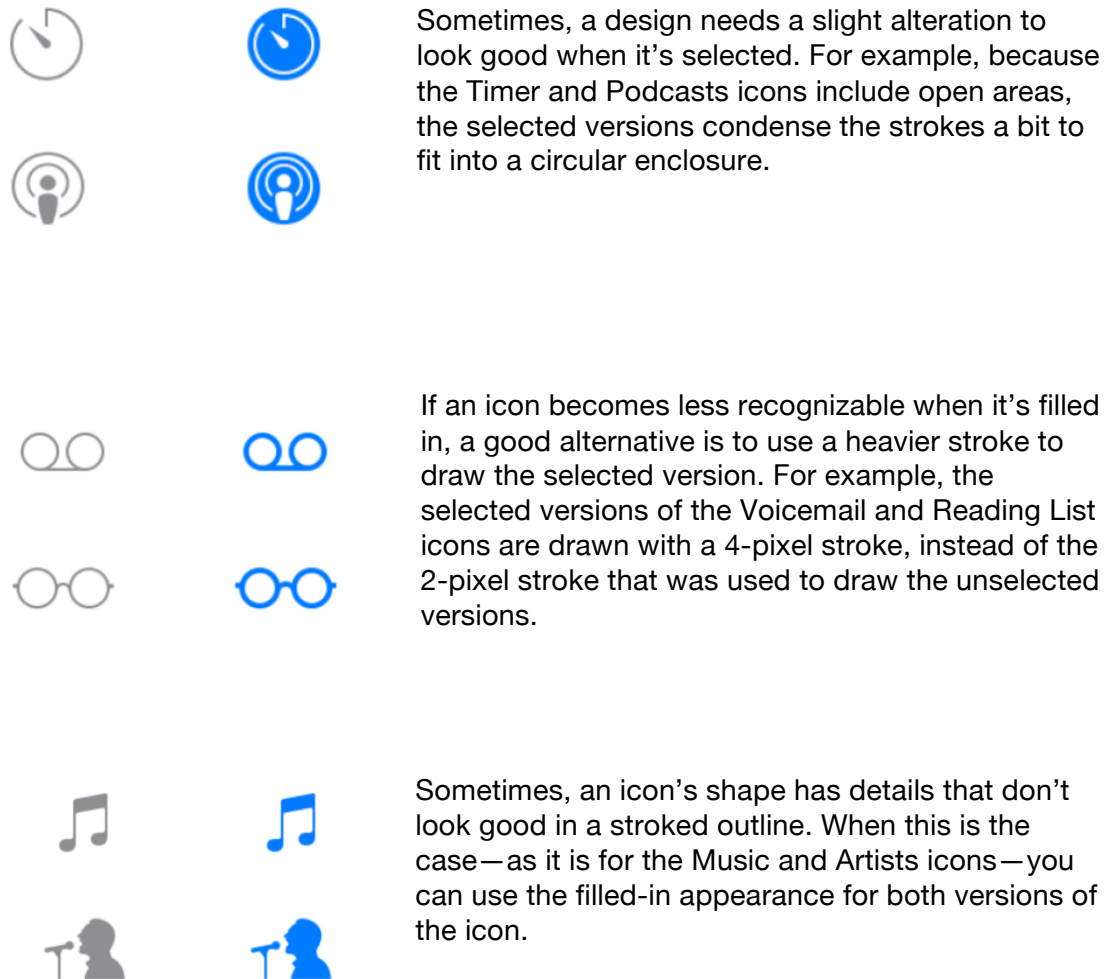 Sometimes, a design needs a slight alteration to
look good when it’s selected. For example, because
the Timer and Podcasts icons include open areas,
the selected versions condense the strokes a bit to
fit into a circular enclosure.
If an icon becomes less recognizable when it’s filled
in, a good alternative is to use a heavier stroke to
draw the selected version. For example, the
selected versions of the Voicemail and Reading List
icons are drawn with a 4-pixel stroke, instead of the
2-pixel stroke that was used to draw the unselected
versions.
Sometimes, an icon’s shape has details that don’t
look good in a stroked outline. When this is the
case—as it is for the Music and Artists icons—you
can use the filled-in appearance for both versions of
the icon.